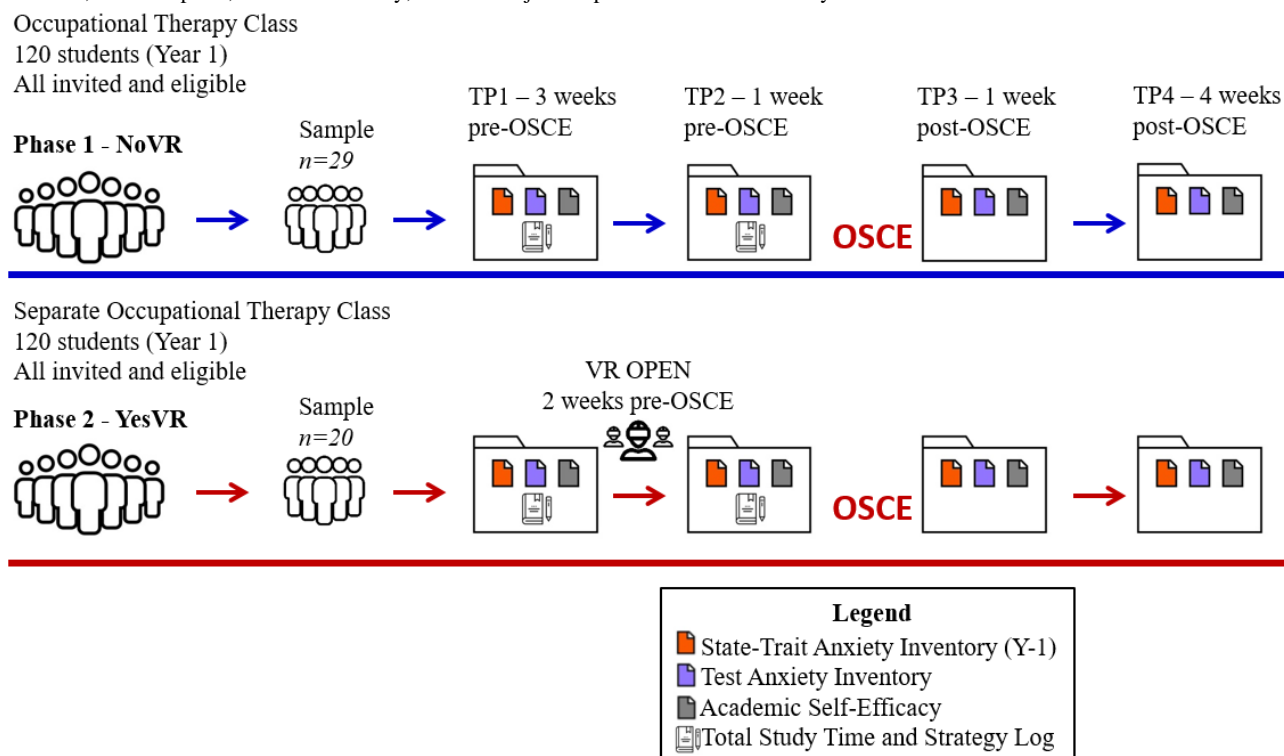 Occupational Therapy Class
120 students (Year 1)
All invited and eligible
Phase 1 - NoVR
Sample
n=29
TP1 – 3 weeks
pre-OSCE
TP2 – 1 week
pre-OSCE
TP3 – 1 week
post-OSCE
TP4 – 4 weeks
post-OSCE
OSCE
Separate Occupational Therapy Class
120 students (Year 1)
All invited and eligible
Phase 2 - YesVR
Sample
n=20
VR OPEN
2 weeks pre-OSCE
OSCE
Legend
State-Trait Anxiety Inventory (Y-1)
Test Anxiety Inventory
Academic Self-Efficacy
Total Study Time and Strategy Log